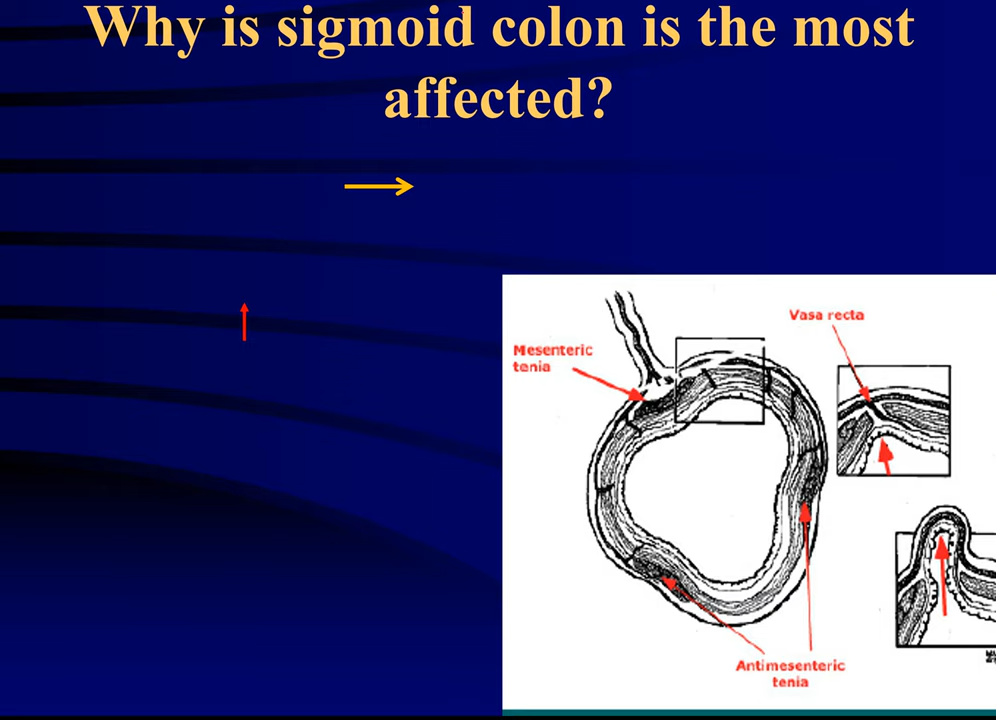 Why is sigmoid colon is the most
affected?
Vasa recta
Mesenteric
tenia
Antimesenteric
tenia